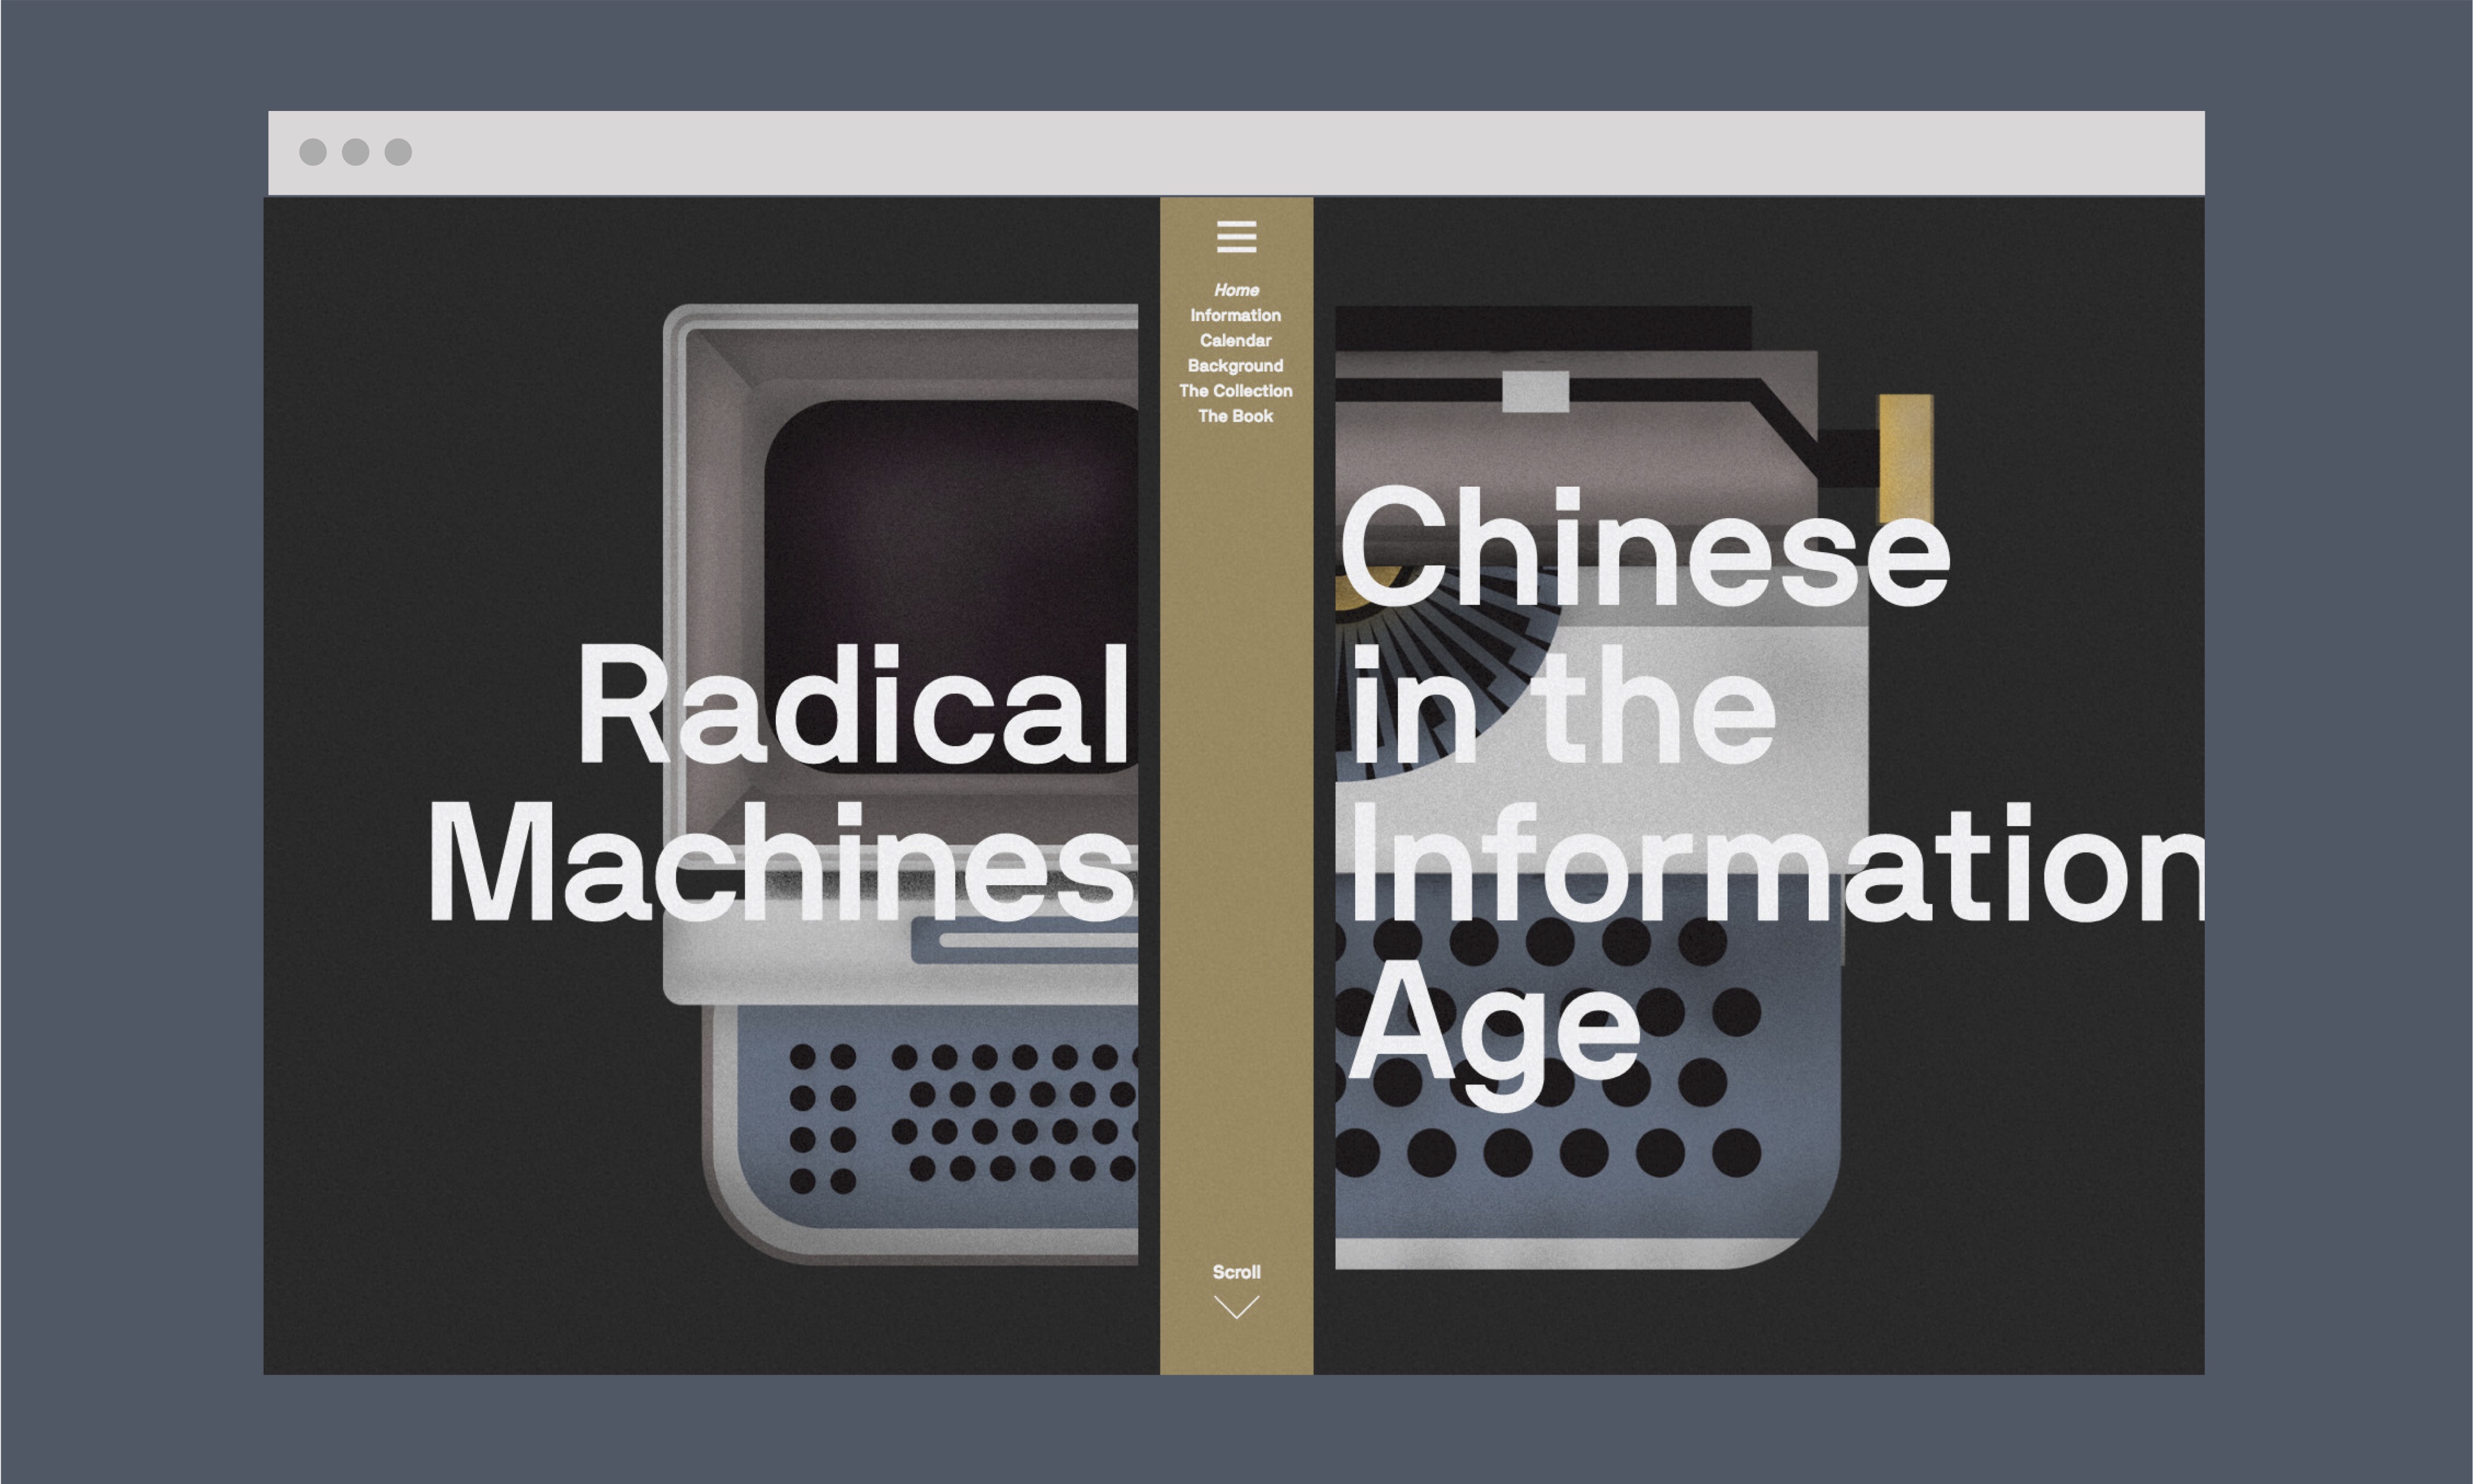 Home
Information
Calendar
Background
The Collection
The Book
Radical
Machines
Chinese
in the
Information
Age
Scroll